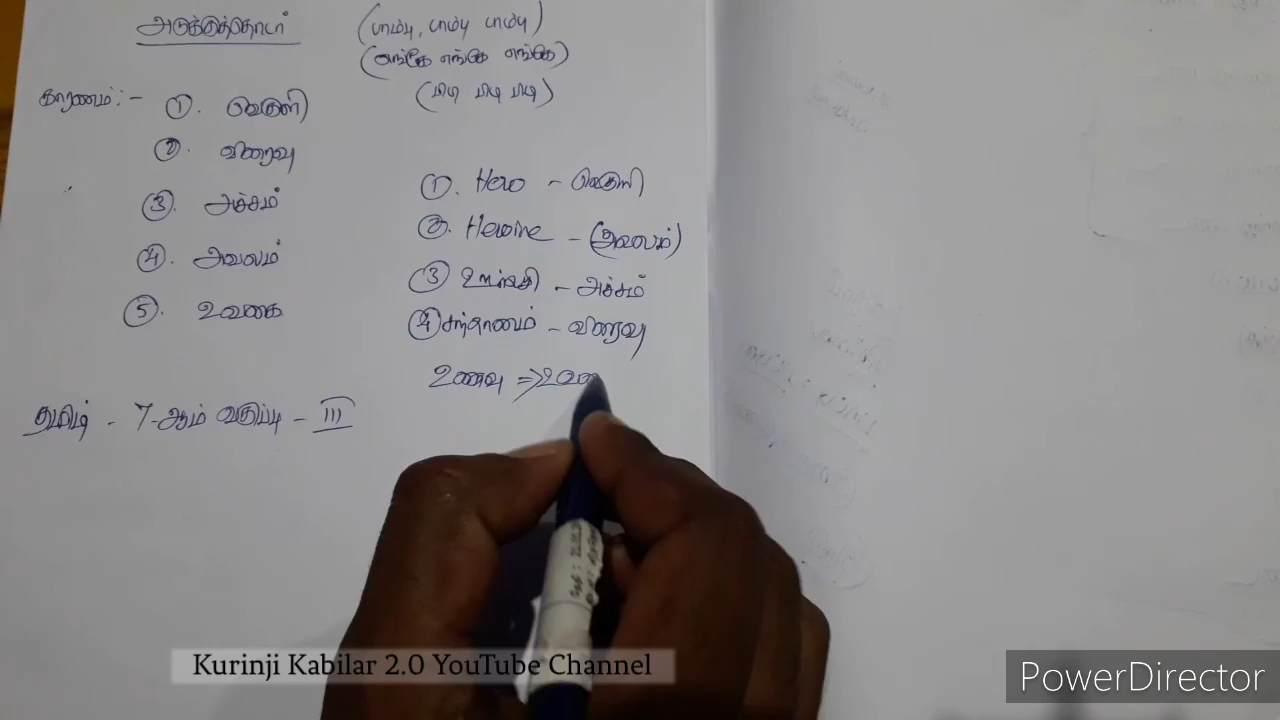 அடுக்குத்தொடர்
(பாம்பு, பாம்பு பாம்பு)
(எங்கே எங்கே எங்கே)
(பிடி பிடி பிடி)
காரணம் :-
① வெகுளி
② விரைவு
③ அச்சம்
④ அவலம்
⑤ உவகை
①. Hero - வெகுளி
②. Heroine - (அவலம்)
③ - அச்சம்
④ சந்தானம் - விரைவு
உணவு => உவ
தமிழ் - 7-ஆம் வகுப்பு - III
Kurinji Kabilar 2.0 YouTube Channel
PowerDirector